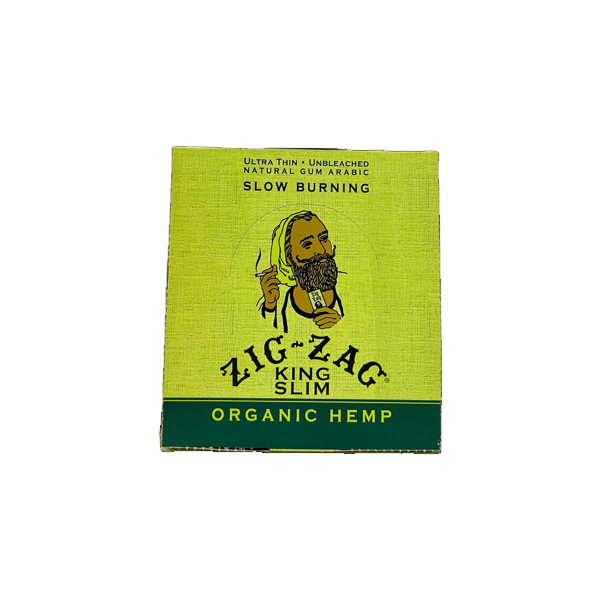 ULTRA THIN • UNBLEACHED
NATURAL GUM ARABIC
SLOW BURNING
ZIG-ZAG®
KING
SLIM
ORGANIC HEMP